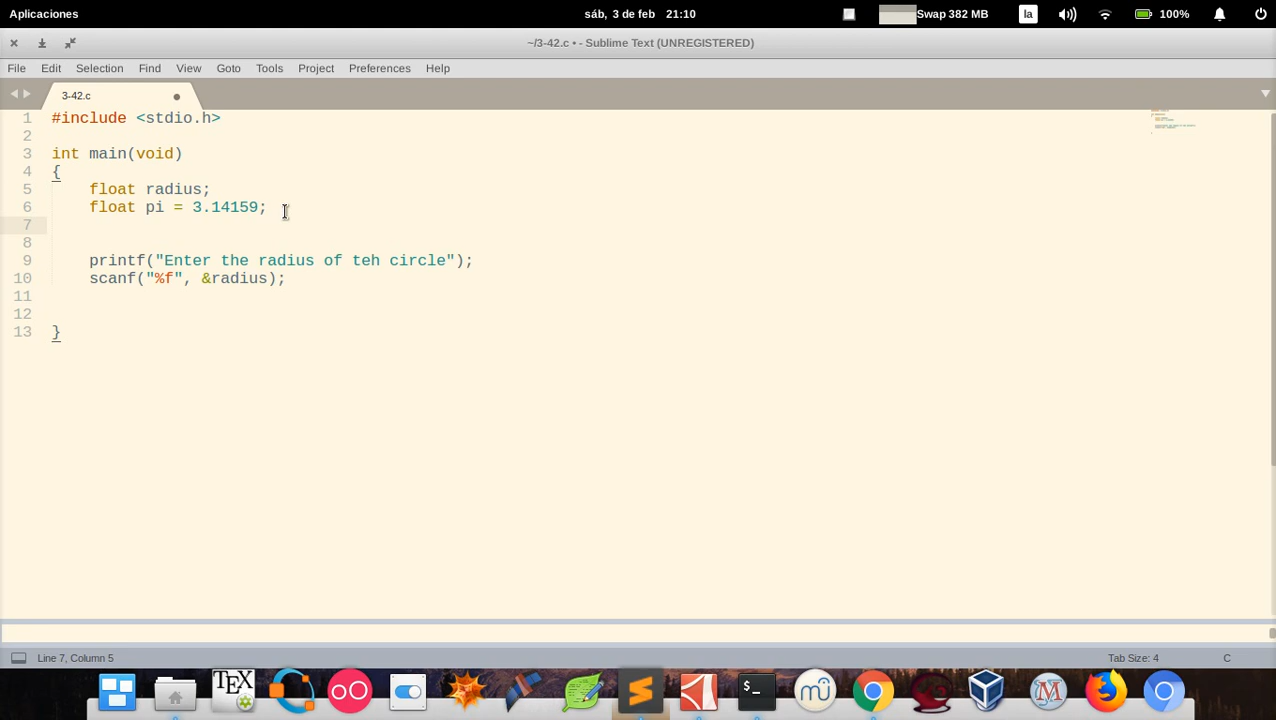 Aplicaciones sáb, 3 de feb 21:10 Swap 382 MB la 100%
~/3-42.c • - Sublime Text (UNREGISTERED)
File Edit Selection Find View Goto Tools Project Preferences Help
3-42.c
1 #include <stdio.h>
2
3 int main(void)
4 {
5 float radius;
6 float pi = 3.14159;
7
8
9 printf("Enter the radius of teh circle");
10 scanf("%f", &radius);
11
12
13 }
Line 7, Column 5 Tab Size: 4 C
TEX >_ mu M